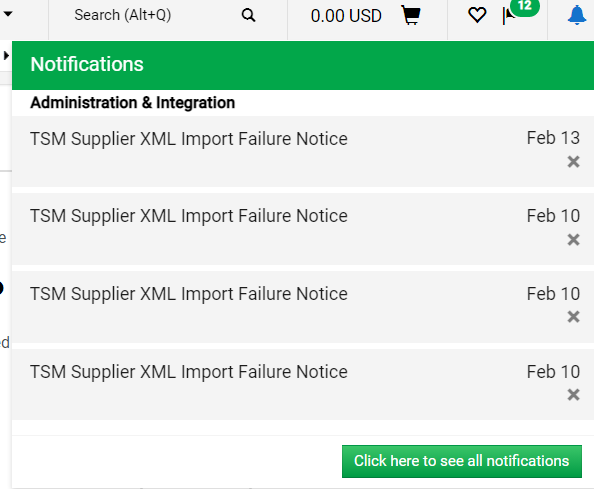 Search (Alt+Q)
0.00 USD
12
Notifications
Administration & Integration
TSM Supplier XML Import Failure Notice
Feb 13
TSM Supplier XML Import Failure Notice
Feb 10
TSM Supplier XML Import Failure Notice
Feb 10
TSM Supplier XML Import Failure Notice
Feb 10
Click here to see all notifications